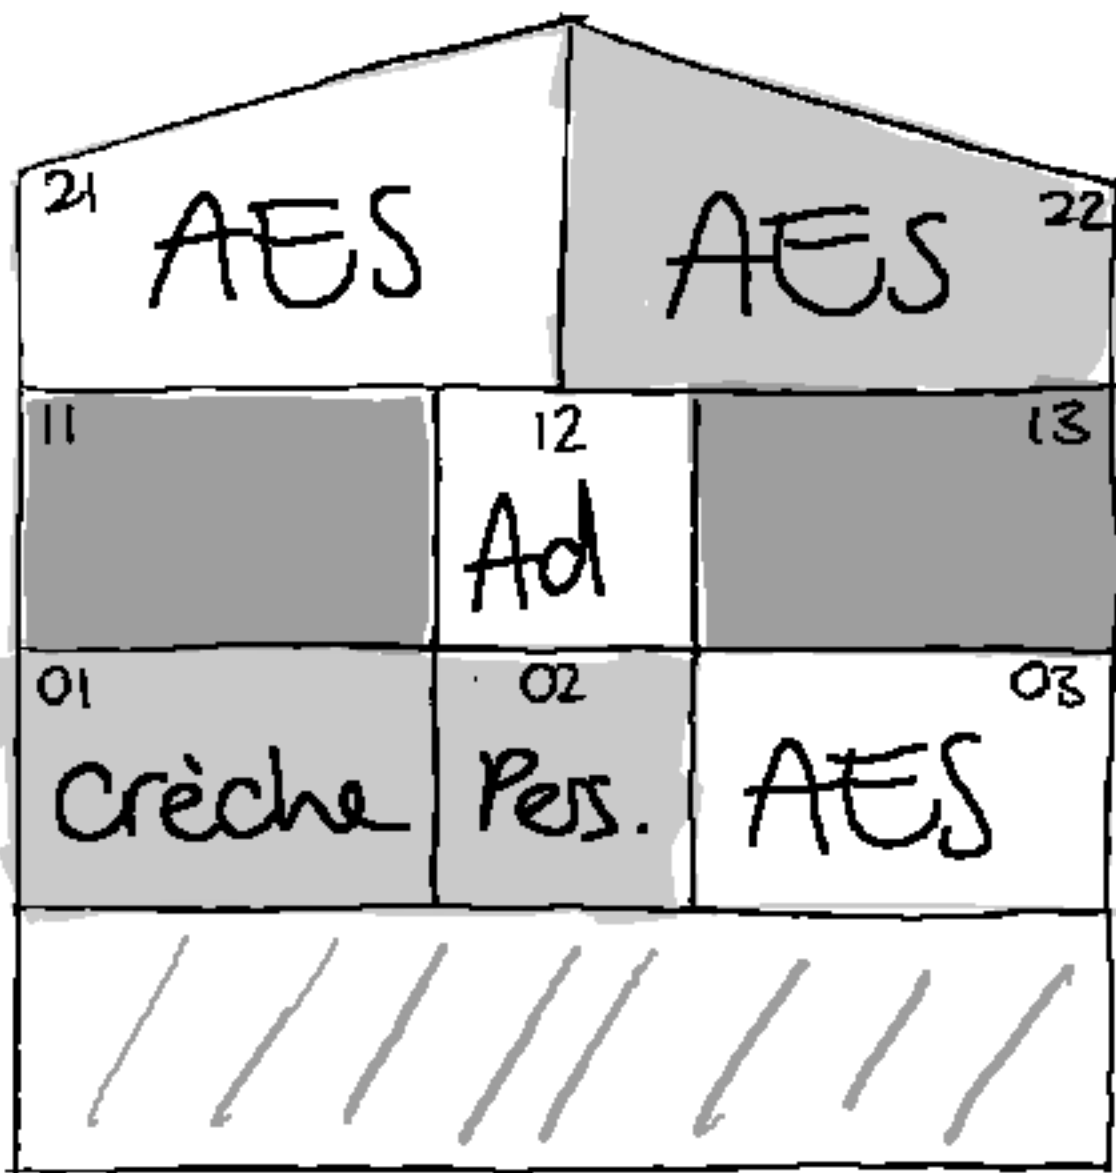 21 22
AES AES
11 12 13
Ad
01 02 03
Crèche Pers. AES